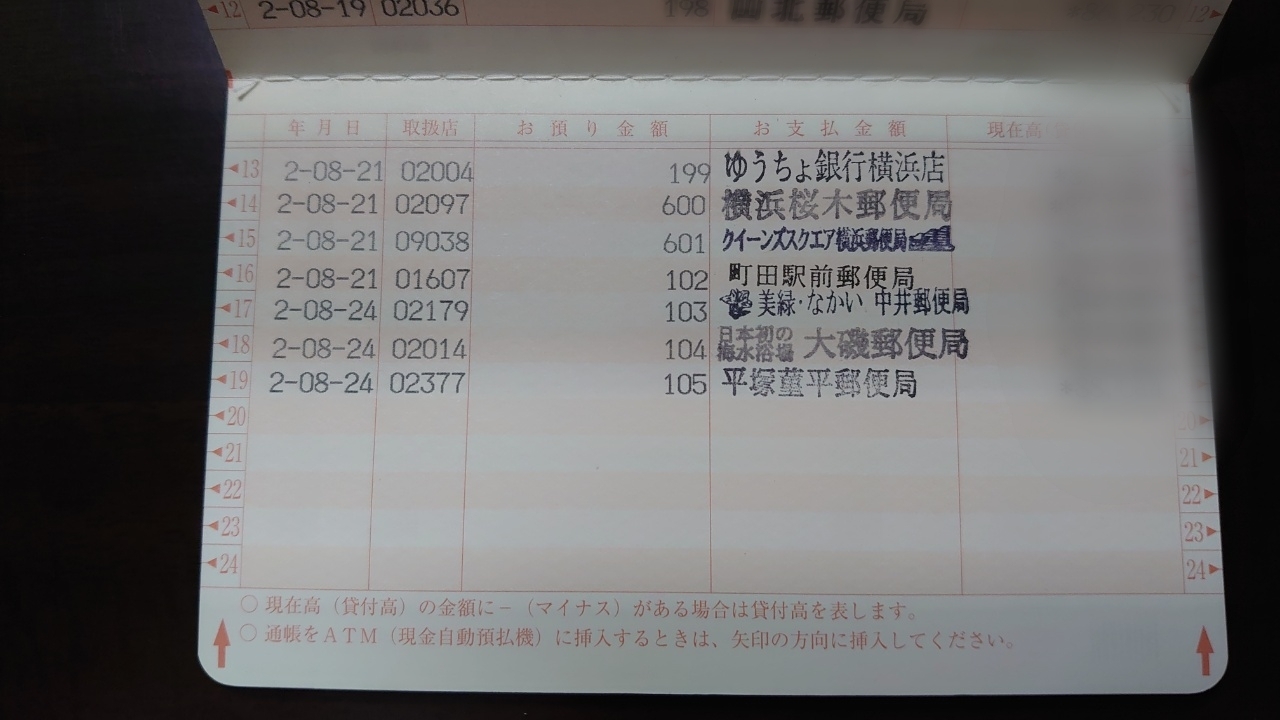 ◀12 2-08-19 02036 198 郵便局 12▶
年月日 取扱店 お預り金額 お支払金額 現在高
◀13 2-08-21 02004 199 ゆうちょ銀行横浜店
◀14 2-08-21 02097 600 横浜桜木郵便局
◀15 2-08-21 09038 601 クイーンズスクエア横浜郵便局
◀16 2-08-21 01607 102 町田駅前郵便局
◀17 2-08-24 02179 103 美緑・なかい 中井郵便局
◀18 2-08-24 02014 104 日本初の海水浴場 大磯郵便局
◀19 2-08-24 02377 105 平塚菫平郵便局
◀20
◀21 21▶
◀22 22▶
◀23 23▶
◀24 24▶
○ 現在高（貸付高）の金額に－（マイナス）がある場合は貸付高を表します。
○ 通帳をＡＴＭ（現金自動預払機）に挿入するときは、矢印の方向に挿入してください。